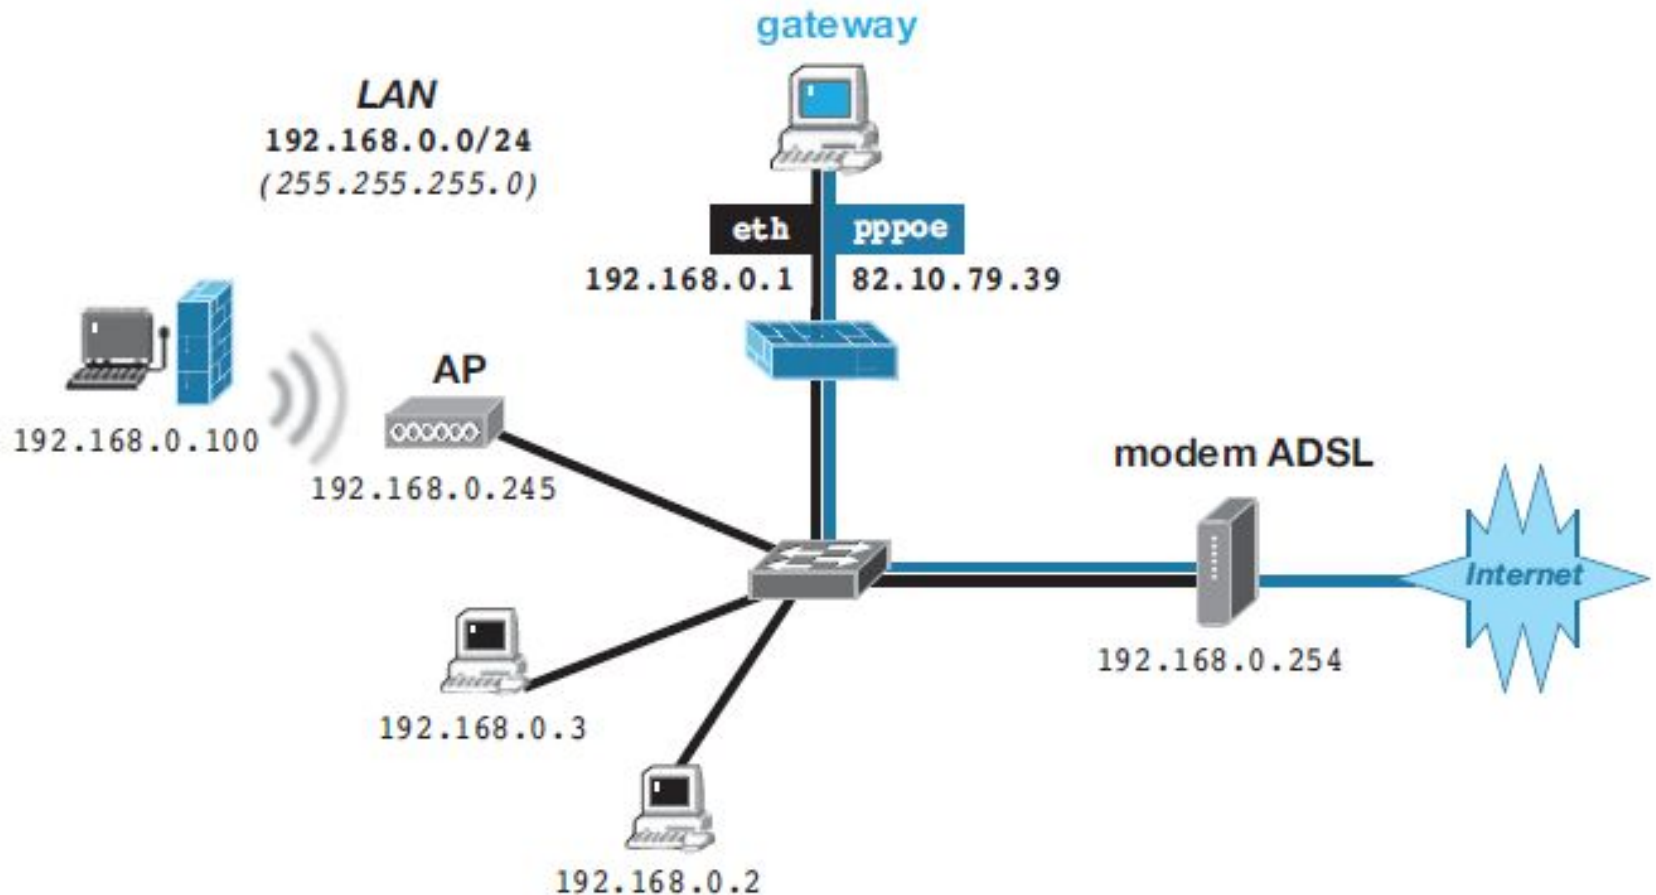 gateway
LAN
192.168.0.0/24
(255.255.255.0)
eth
pppoe
192.168.0.1
82.10.79.39
AP
192.168.0.100
192.168.0.245
modem ADSL
Internet
192.168.0.254
192.168.0.3
192.168.0.2